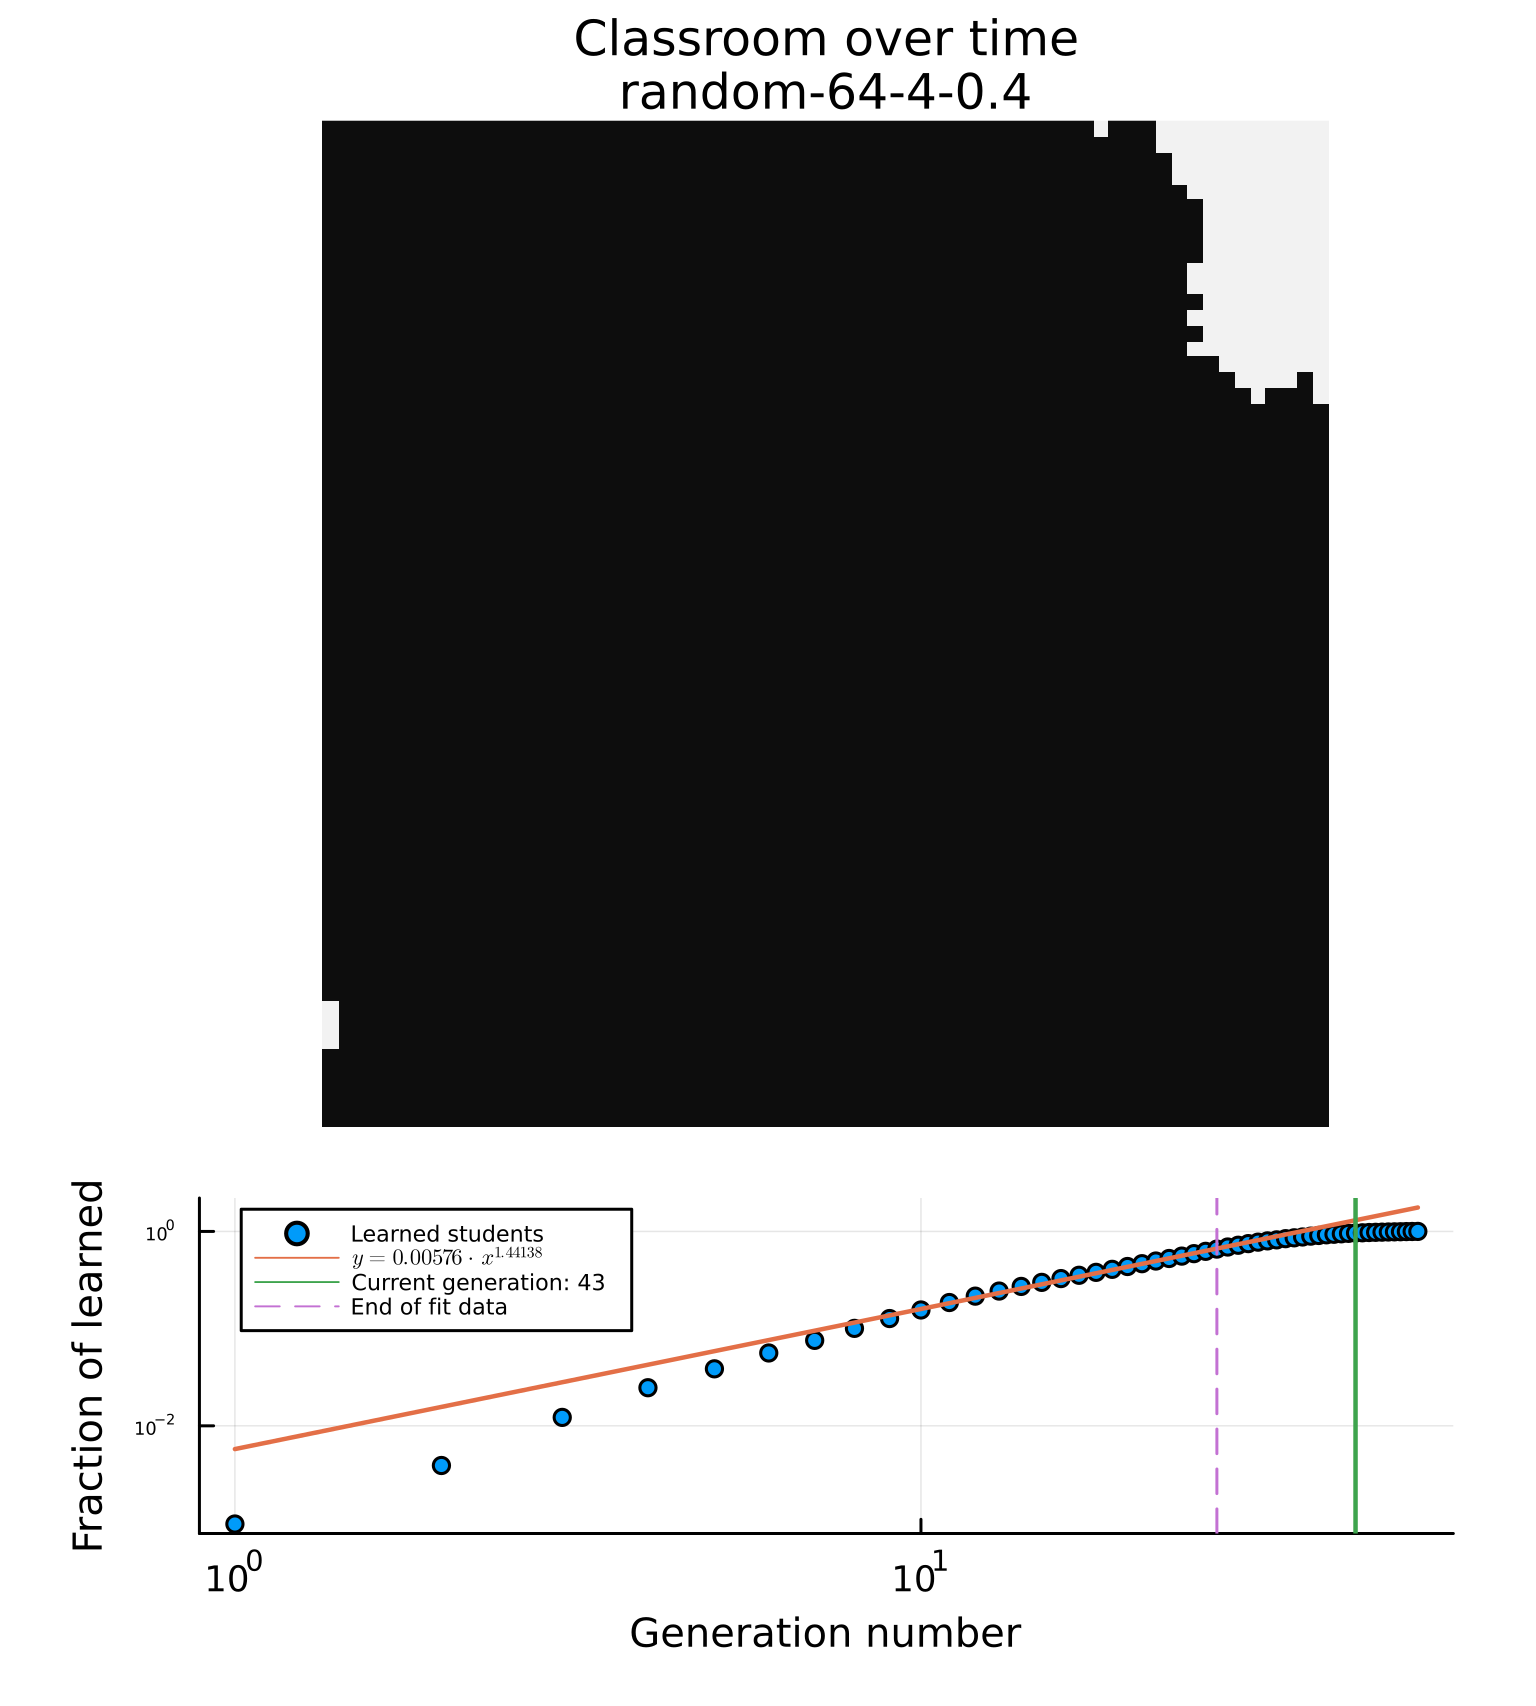 Classroom over time
random-64-4-0.4
Fraction of learned
10⁰
10⁻²
Learned students
y = 0.00576 · x^1.44138
Current generation: 43
End of fit data
10⁰
10¹
Generation number